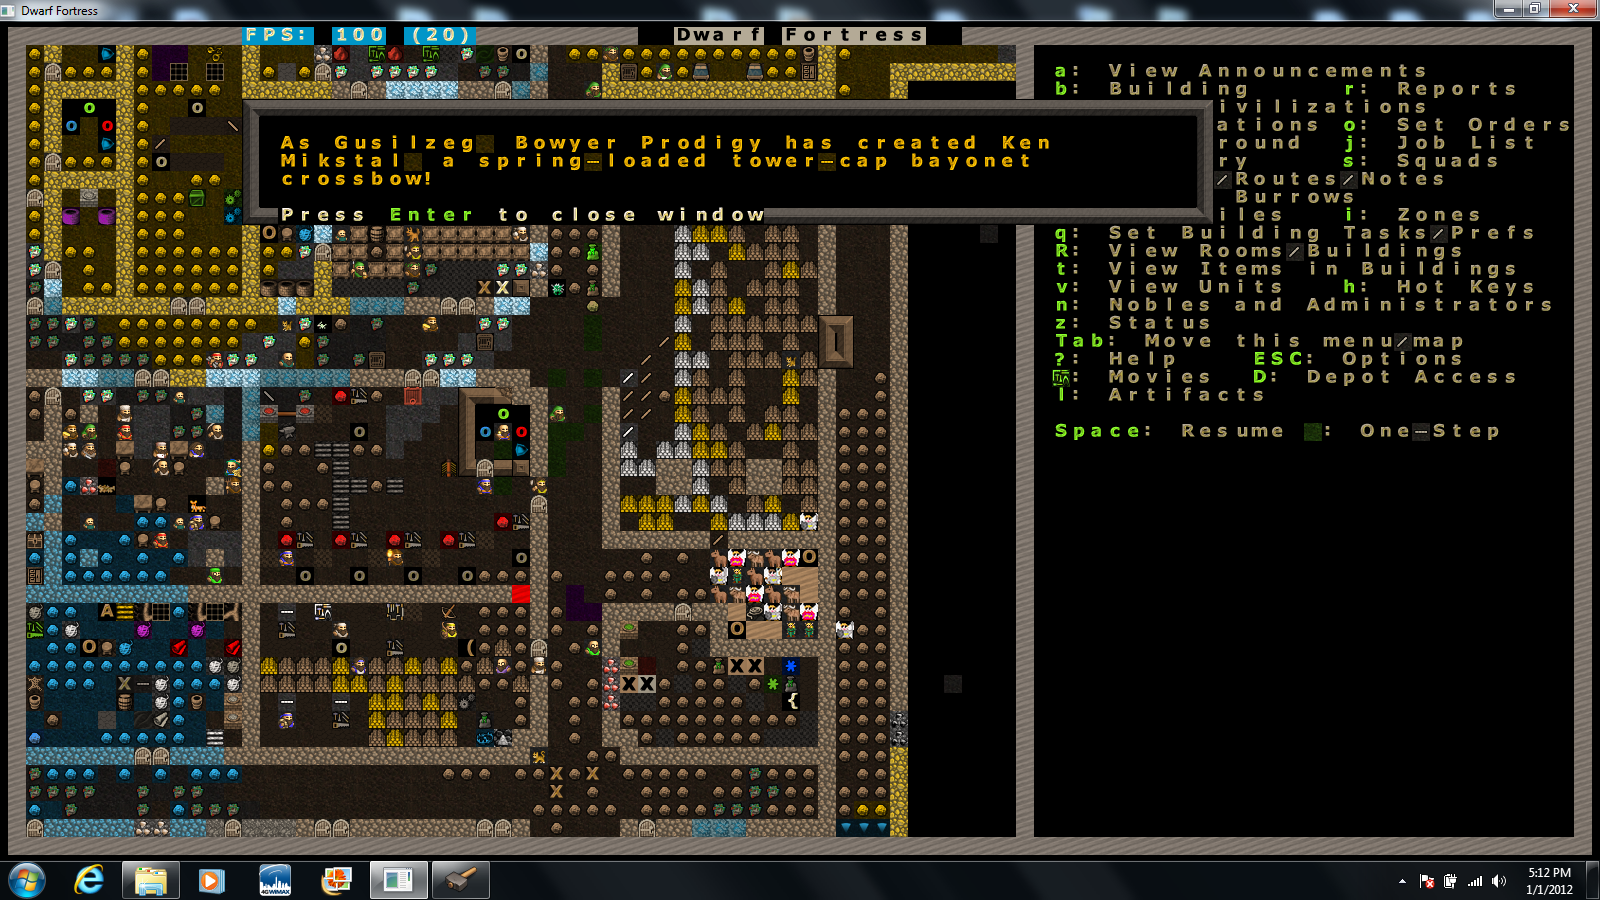 Dwarf Fortress
FPS: 100 (20)
Dwarf Fortress
As Gusilzeg Bowyer Prodigy has created Ken
Mikstal a spring-loaded tower-cap bayonet
crossbow!
Press Enter to close window
a: View Announcements
b: Building r: Reports
ivilizations
ations o: Set Orders
round j: Job List
ry s: Squads
/Routes/Notes
Burrows
iles i: Zones
q: Set Building Tasks/Prefs
R: View Rooms/Buildings
t: View Items in Buildings
v: View Units h: Hot Keys
n: Nobles and Administrators
z: Status
Tab: Move this menu/map
?: Help ESC: Options
: Movies D: Depot Access
l: Artifacts
Space: Resume : One-Step
4G WIMAX
5:12 PM
1/1/2012